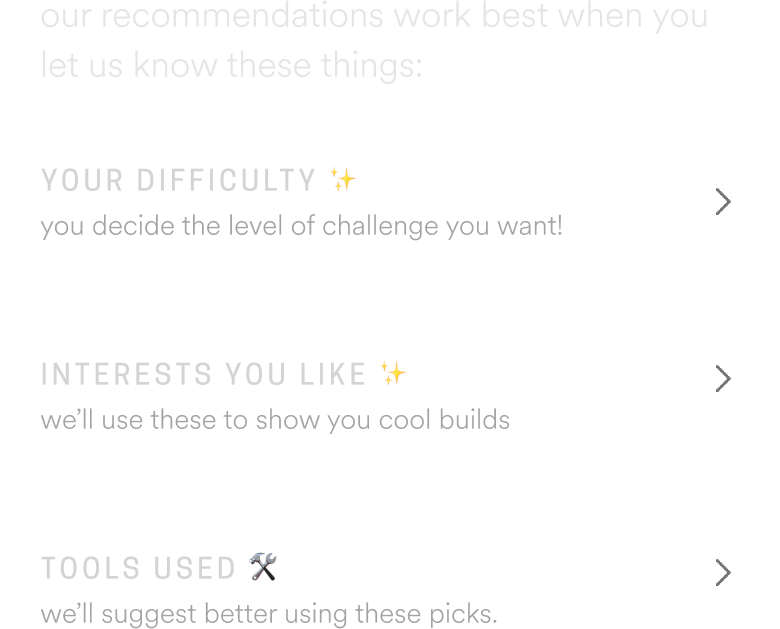 our recommendations work best when you
let us know these things:
YOUR DIFFICULTY ✨
you decide the level of challenge you want!
INTERESTS YOU LIKE ✨
we’ll use these to show you cool builds
TOOLS USED 🛠
we’ll suggest better using these picks.